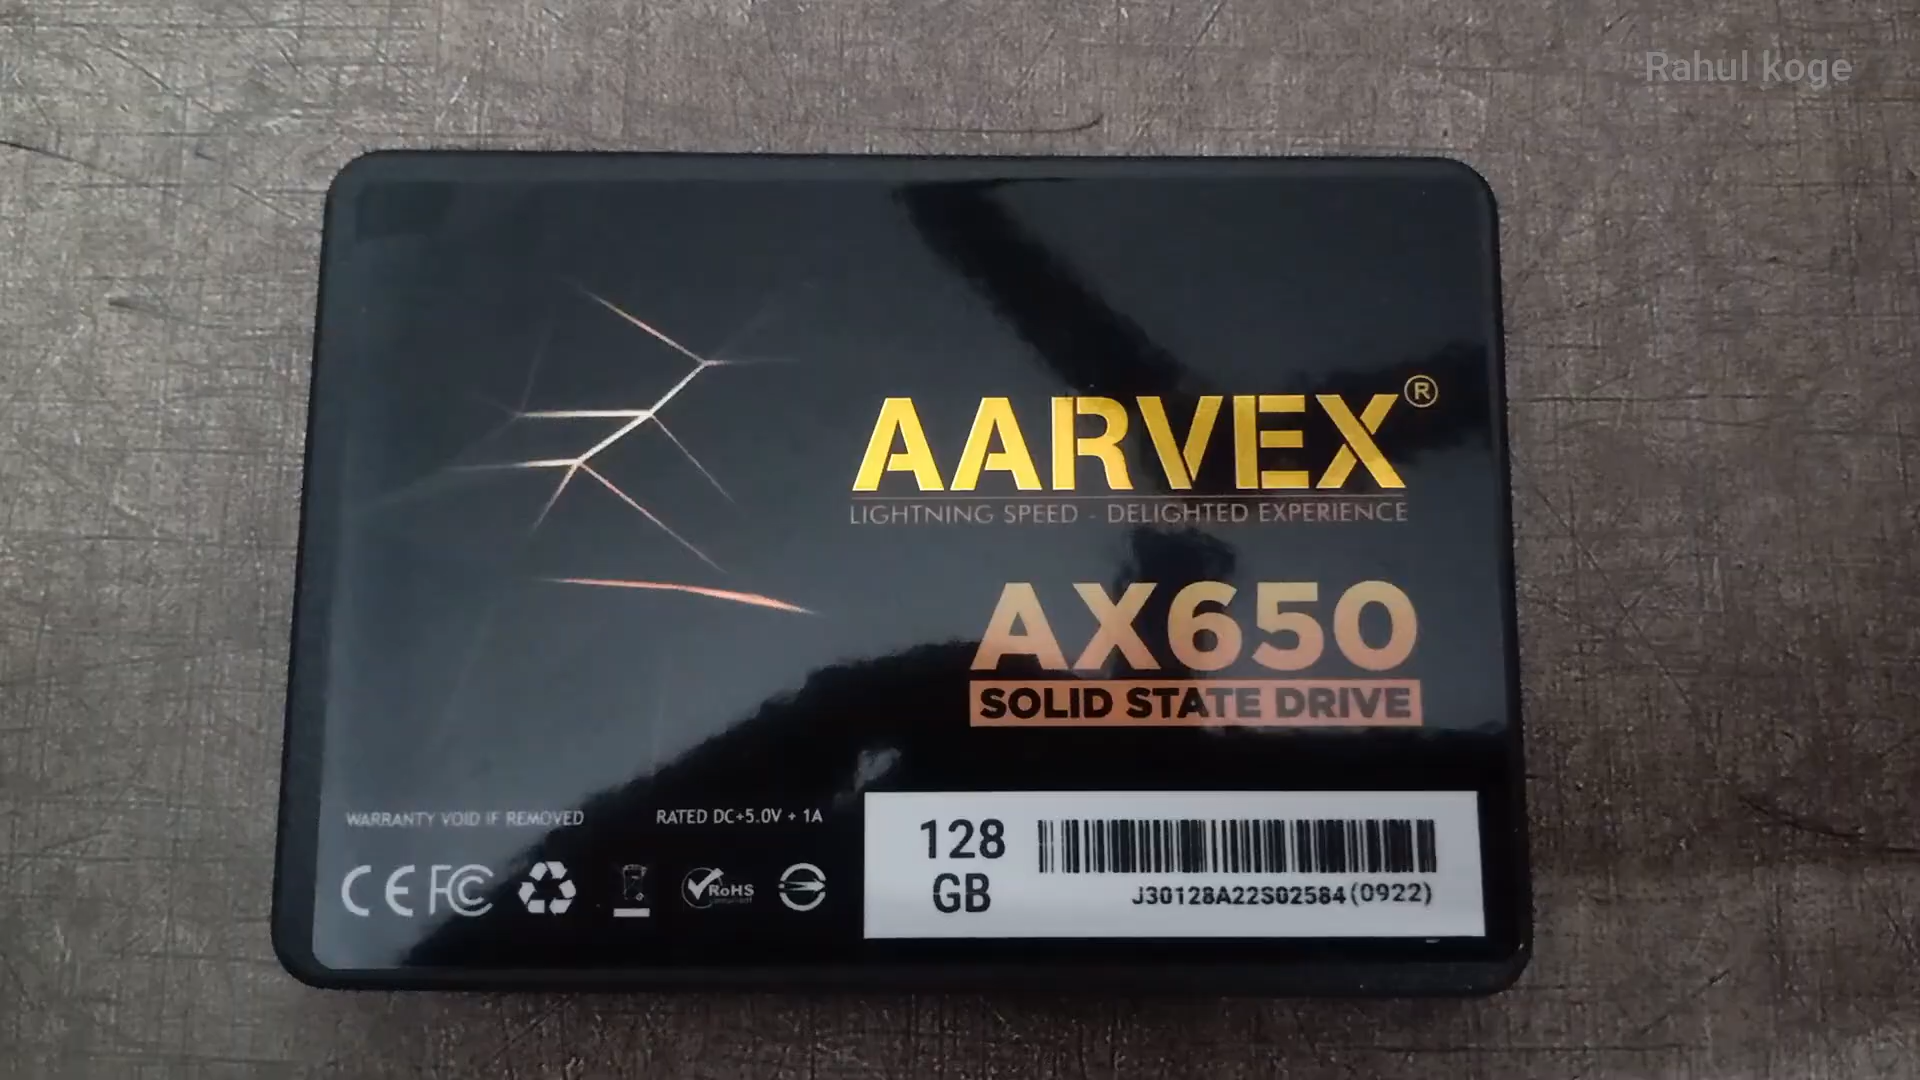 Rahul koge
AARVEX®
LIGHTNING SPEED - DELIGHTED EXPERIENCE
AX650
SOLID STATE DRIVE
WARRANTY VOID IF REMOVED
RATED DC+5.0V + 1A
CE FC
RoHS
compliant
128
GB
J30128A22S02584(0922)